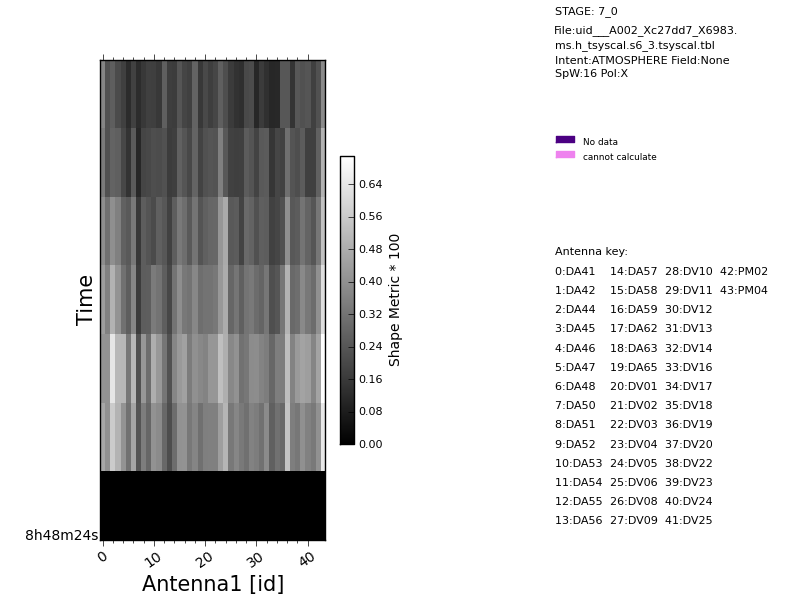 STAGE: 7_0
File:uid___A002_Xc27dd7_X6983.
ms.h_tsyscal.s6_3.tsyscal.tbl
Intent:ATMOSPHERE Field:None
SpW:16 Pol:X
No data
cannot calculate
0.64
0.56
0.48
0.40
0.32
0.24
0.16
0.08
0.00
Shape Metric * 100
Time
8h48m24s
0 10 20 30 40
Antenna1 [id]
Antenna key:
0:DA41 14:DA57 28:DV10 42:PM02
1:DA42 15:DA58 29:DV11 43:PM04
2:DA44 16:DA59 30:DV12
3:DA45 17:DA62 31:DV13
4:DA46 18:DA63 32:DV14
5:DA47 19:DA65 33:DV16
6:DA48 20:DV01 34:DV17
7:DA50 21:DV02 35:DV18
8:DA51 22:DV03 36:DV19
9:DA52 23:DV04 37:DV20
10:DA53 24:DV05 38:DV22
11:DA54 25:DV06 39:DV23
12:DA55 26:DV08 40:DV24
13:DA56 27:DV09 41:DV25